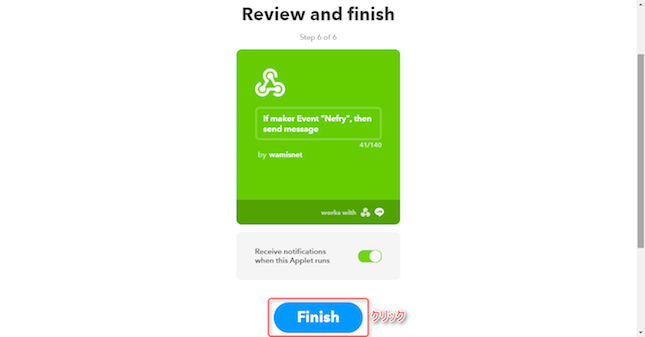 Review and finish
Step 6 of 6
If maker Event "Nefry", then
send message
41/140
by wamisnet
works with
Receive notifications
when this Applet runs
Finish
クリック